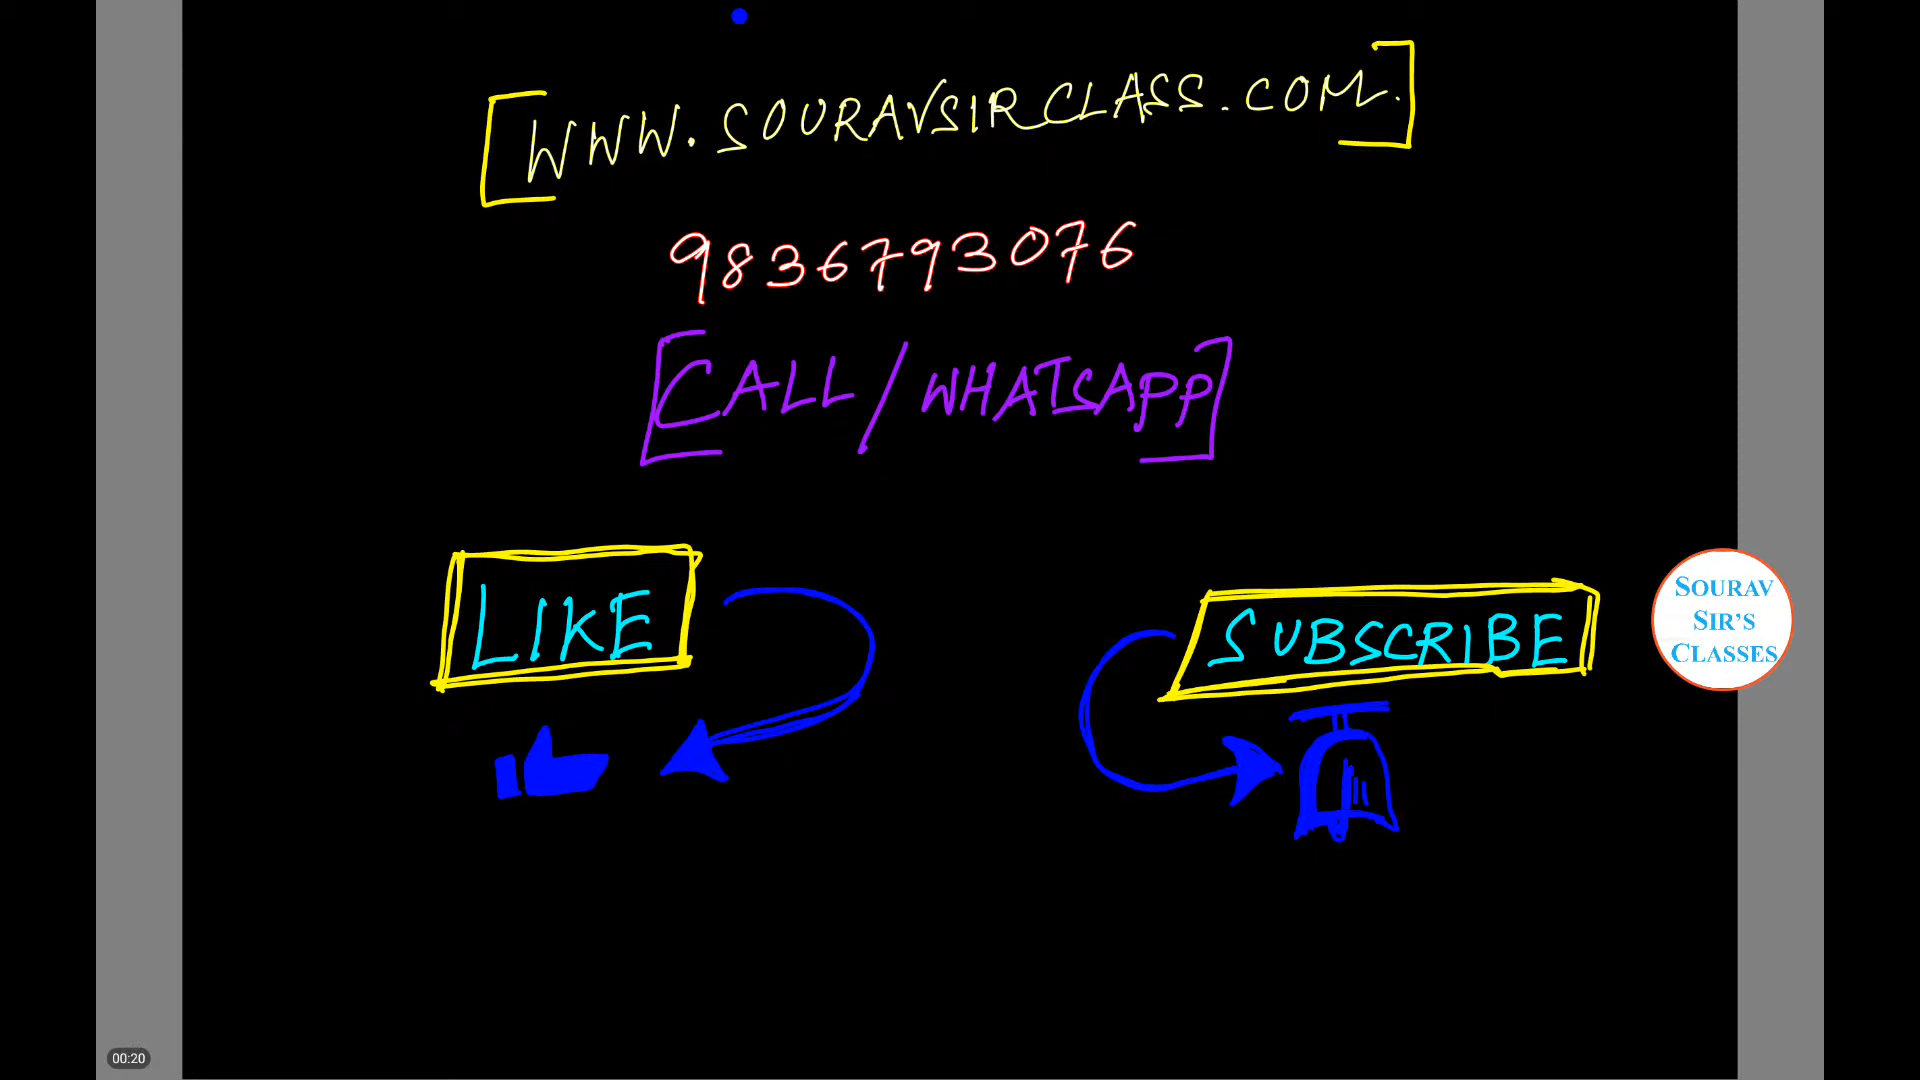 [WWW.SOURAVSIRCLASS.COM.]
9836793076
[CALL/WHATSAPP]
LIKE
SUBSCRIBE
SOURAV
SIR'S
CLASSES
00:20